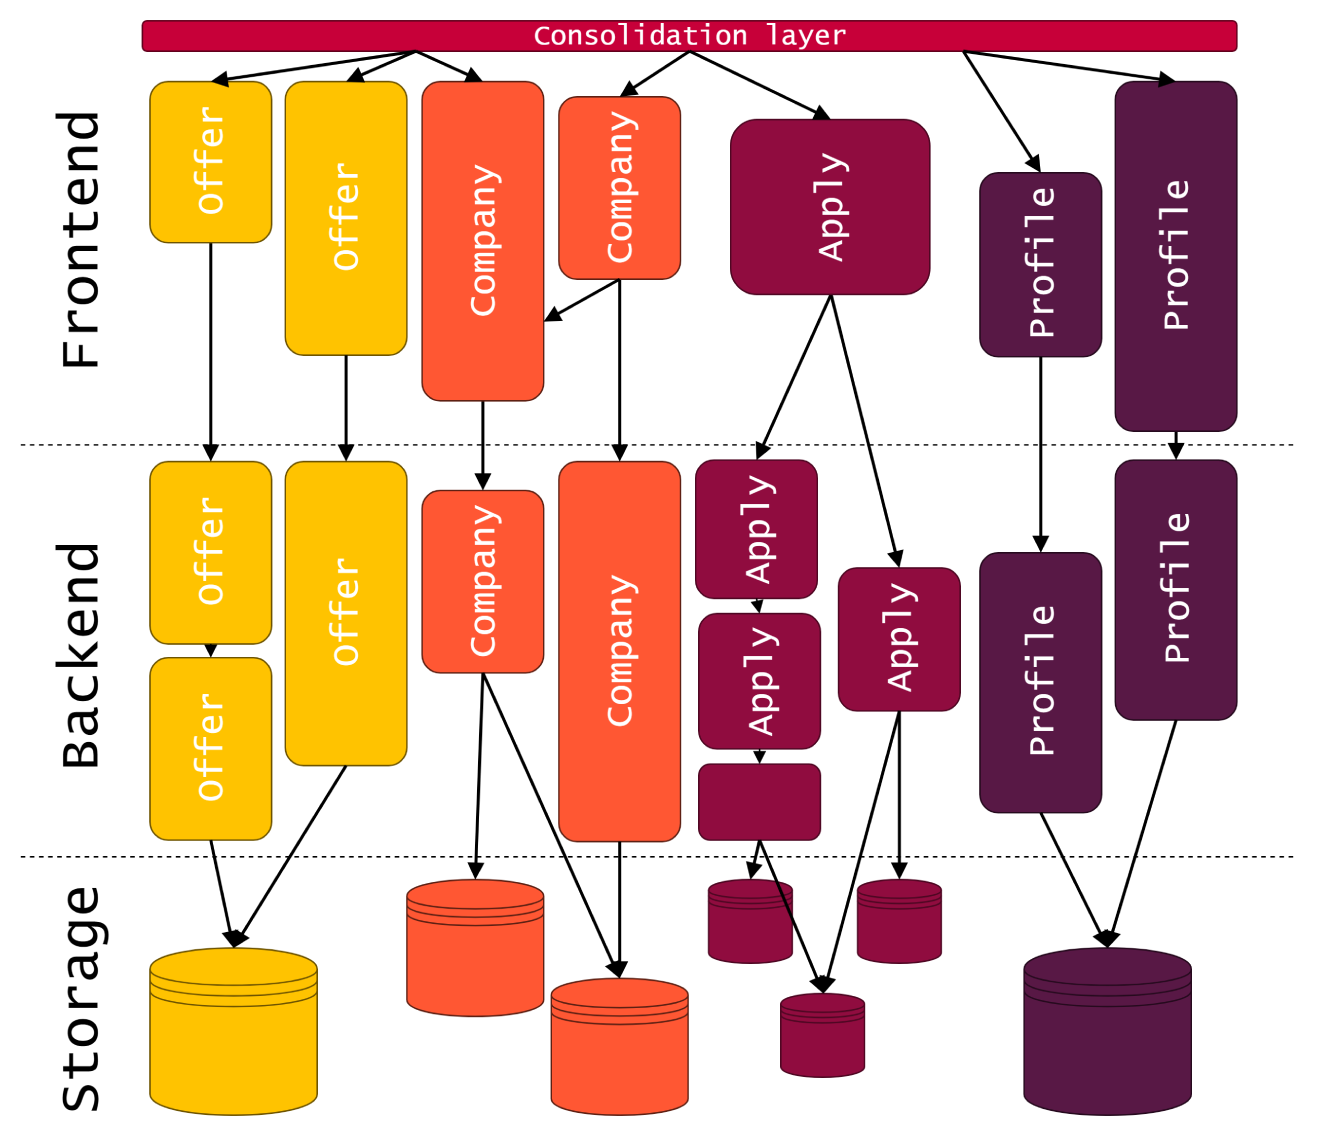 Consolidation layer
Frontend
Offer
Offer
Company
Company
Apply
Profile
Profile
Backend
Offer
Offer
Offer
Company
Company
Apply
Apply
Apply
Profile
Profile
Storage